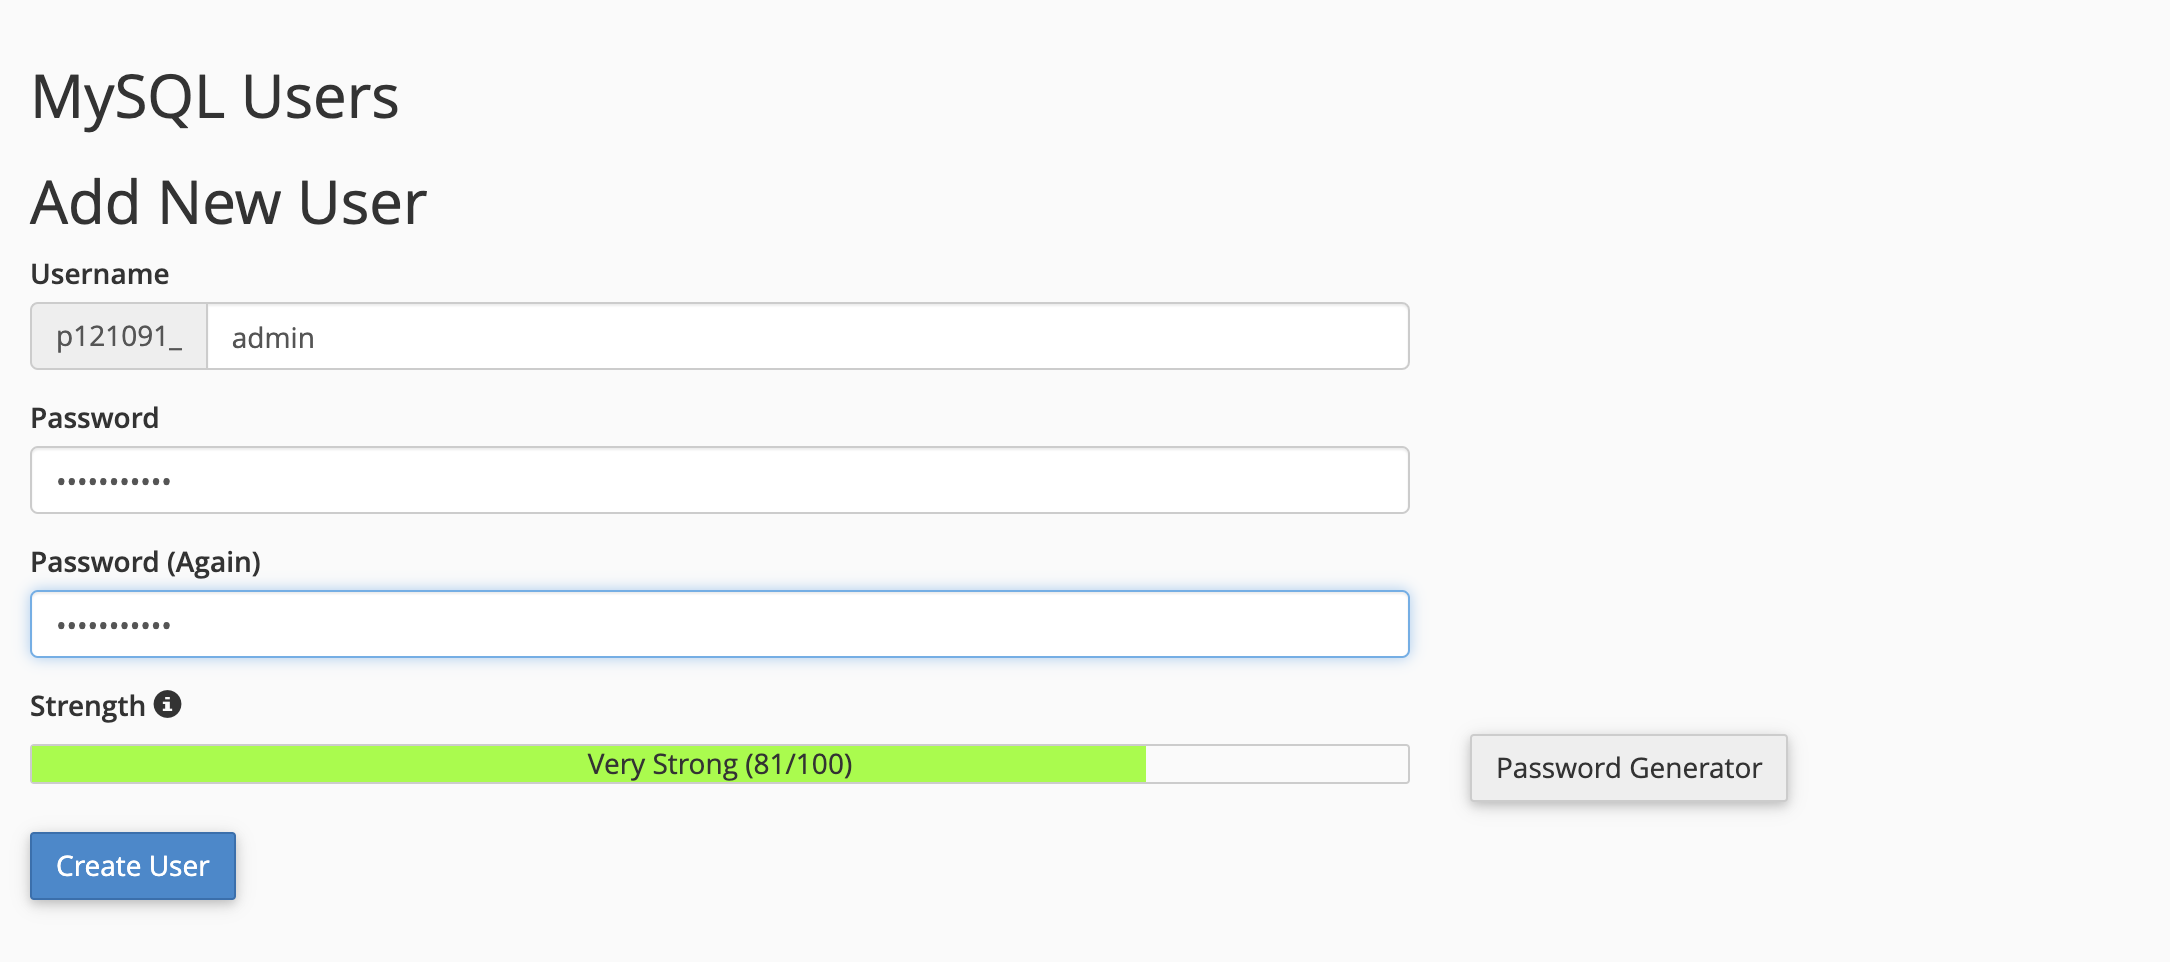 MySQL Users
Add New User
Username
p121091_ admin
Password
•••••••••••
Password (Again)
•••••••••••
Strength
Very Strong (81/100)
Password Generator
Create User